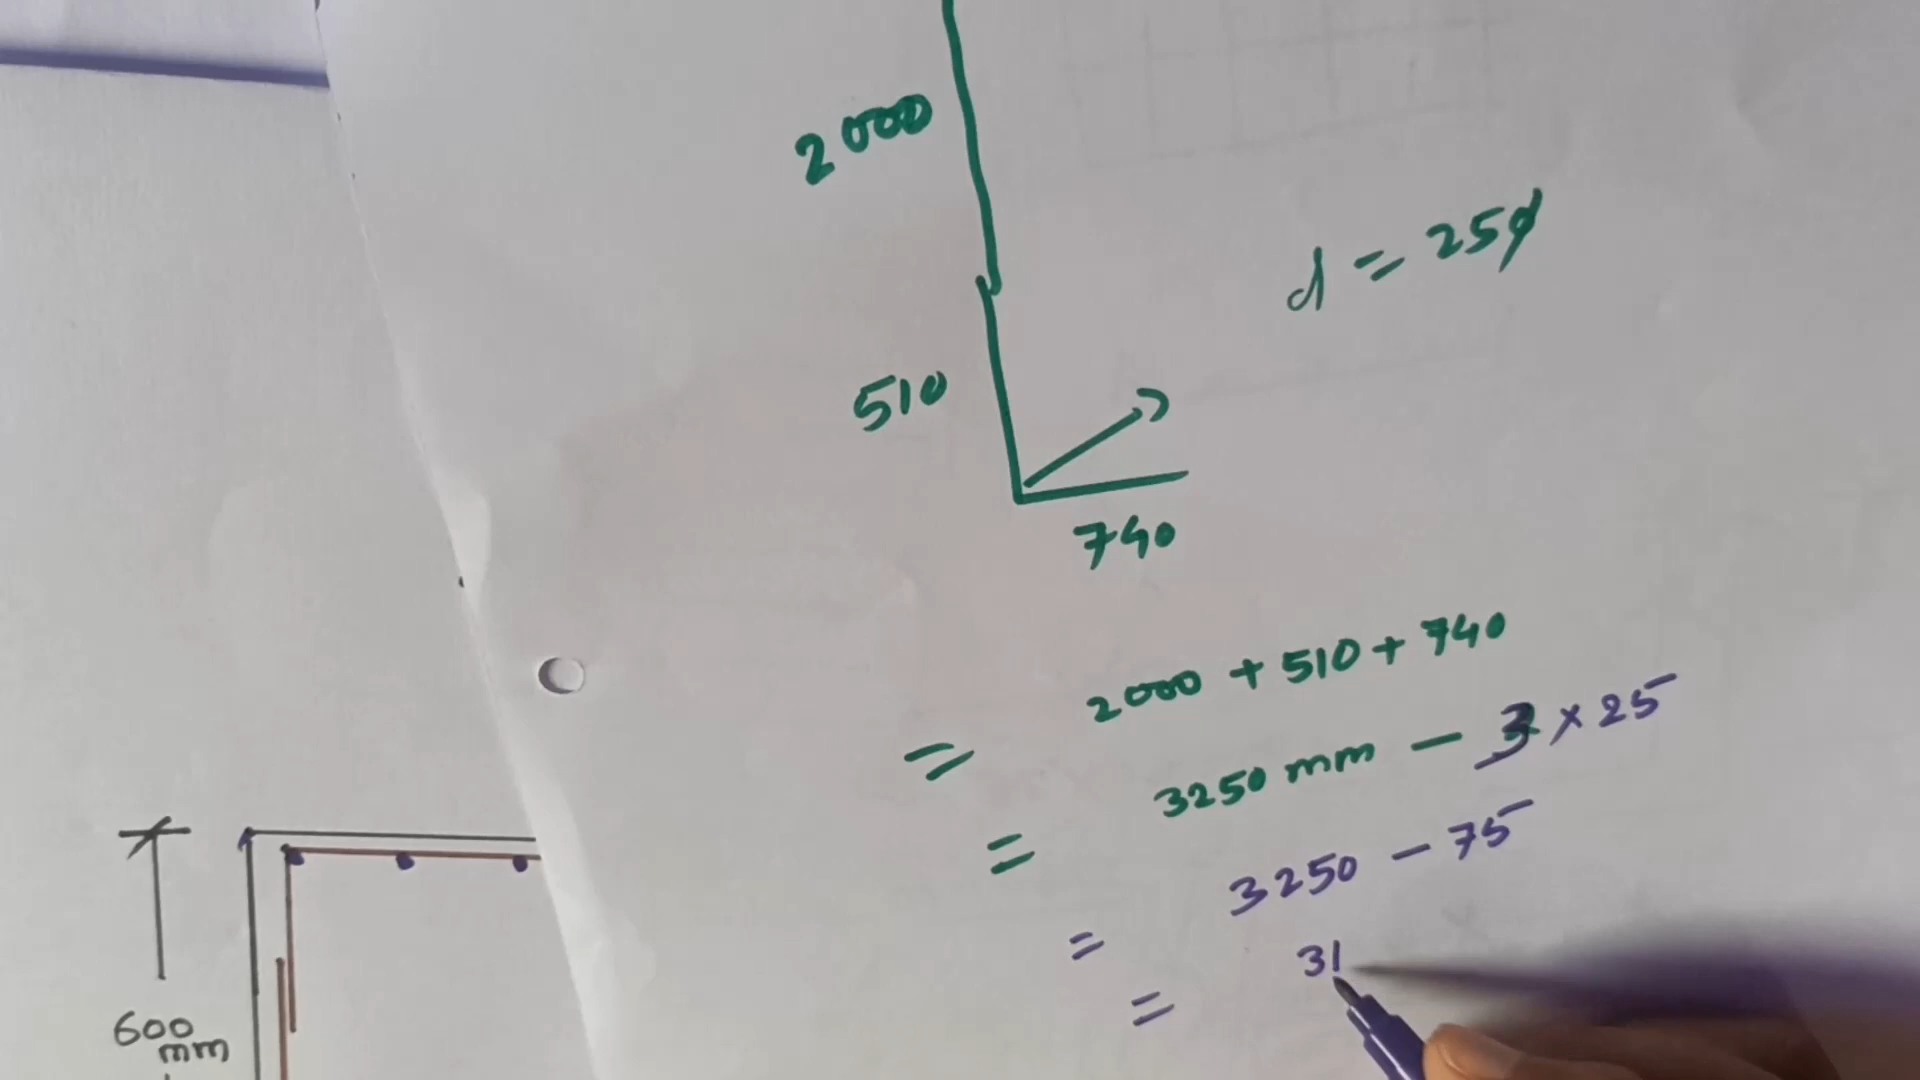 2000
d = 25φ
510
740
2000 + 510 + 740
= 3250 mm - 3 x 25
= 3250 - 75
=
= 31
600
mm